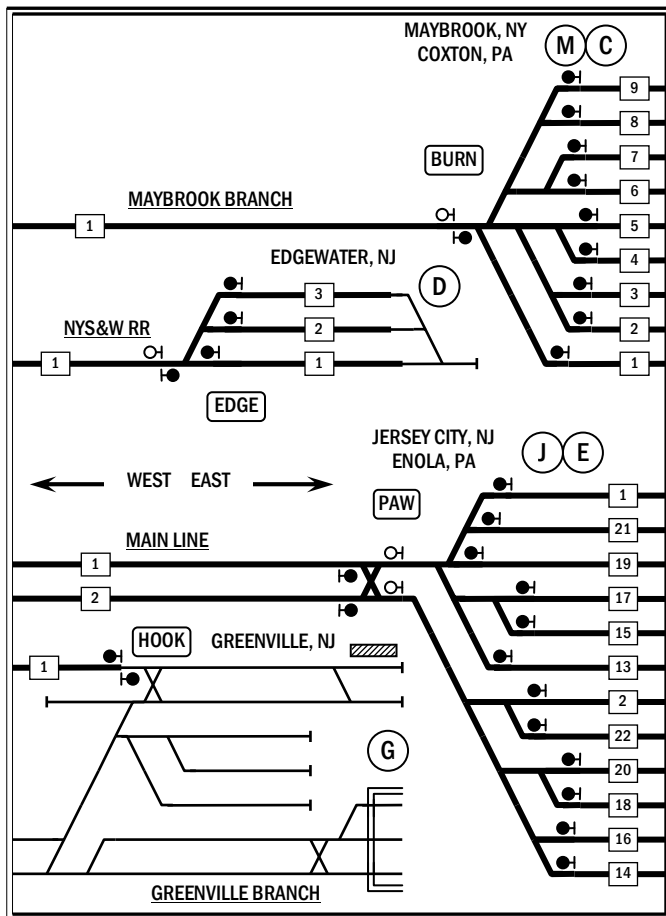 MAYBROOK, NY
COXTON, PA
M C
9
8
BURN
7
6
MAYBROOK BRANCH
1
5
4
EDGEWATER, NJ
D
3
3
2
2
NYS&W RR
1
1
1
EDGE
JERSEY CITY, NJ
ENOLA, PA
J E
WEST EAST
PAW
1
21
MAIN LINE
1
19
2
17
15
HOOK
GREENVILLE, NJ
1
13
2
G
22
20
18
16
14
GREENVILLE BRANCH